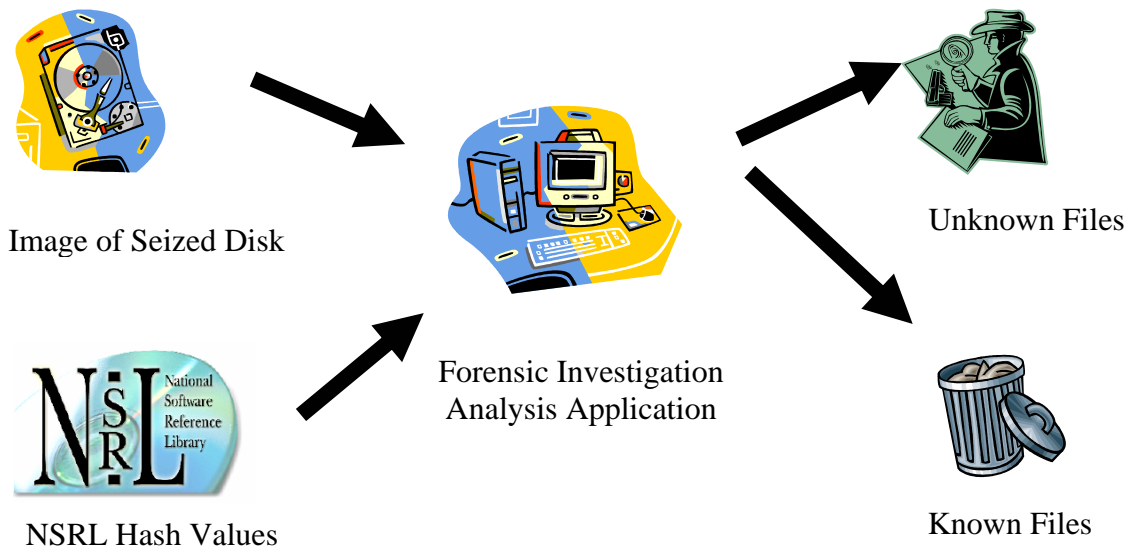 Image of Seized Disk
Unknown Files
NSRL
National
Software
Reference
Library
Forensic Investigation
Analysis Application
NSRL Hash Values
Known Files